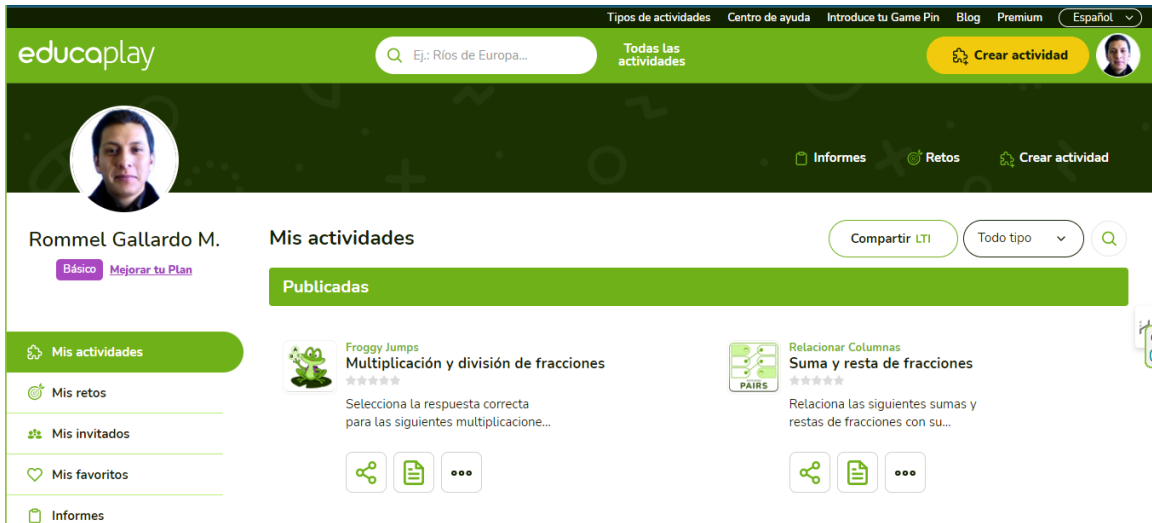 Tipos de actividades Centro de ayuda Introduce tu Game Pin Blog Premium Español
educaplay Ej.: Ríos de Europa... Todas las actividades Crear actividad
Informes Retos Crear actividad
Rommel Gallardo M.
Básico Mejorar tu Plan
Mis actividades
Mis retos
Mis invitados
Mis favoritos
Informes
Mis actividades Compartir LTI Todo tipo
Publicadas
Froggy Jumps
Multiplicación y división de fracciones
Selecciona la respuesta correcta
para las siguientes multiplicacione...
PAIRS
Relacionar Columnas
Suma y resta de fracciones
Relaciona las siguientes sumas y
restas de fracciones con su...